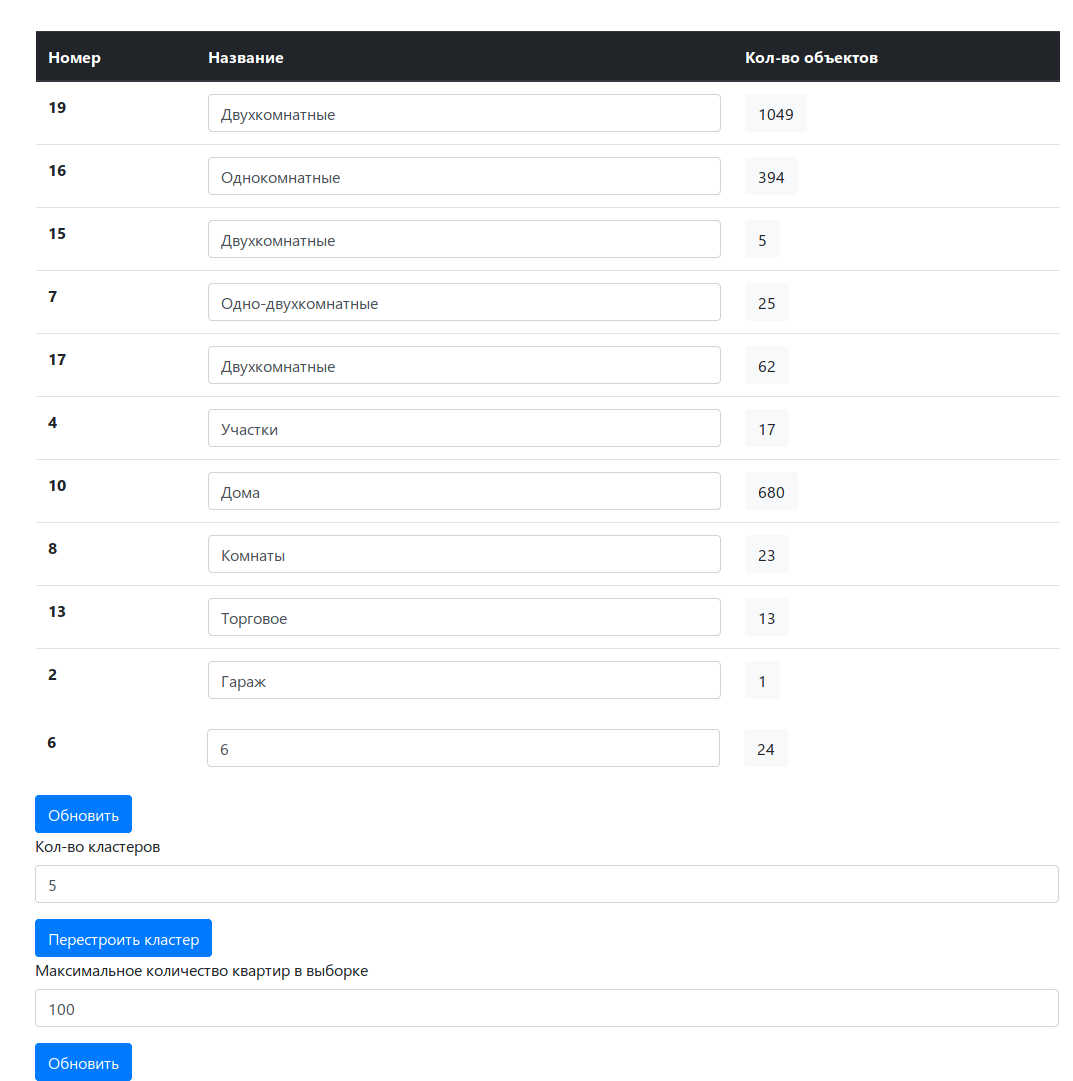 Номер Название Кол-во объектов
19 Двухкомнатные 1049
16 Однокомнатные 394
15 Двухкомнатные 5
7 Одно-двухкомнатные 25
17 Двухкомнатные 62
4 Участки 17
10 Дома 680
8 Комнаты 23
13 Торговое 13
2 Гараж 1
6 6 24
Обновить
Кол-во кластеров
5
Перестроить кластер
Максимальное количество квартир в выборке
100
Обновить